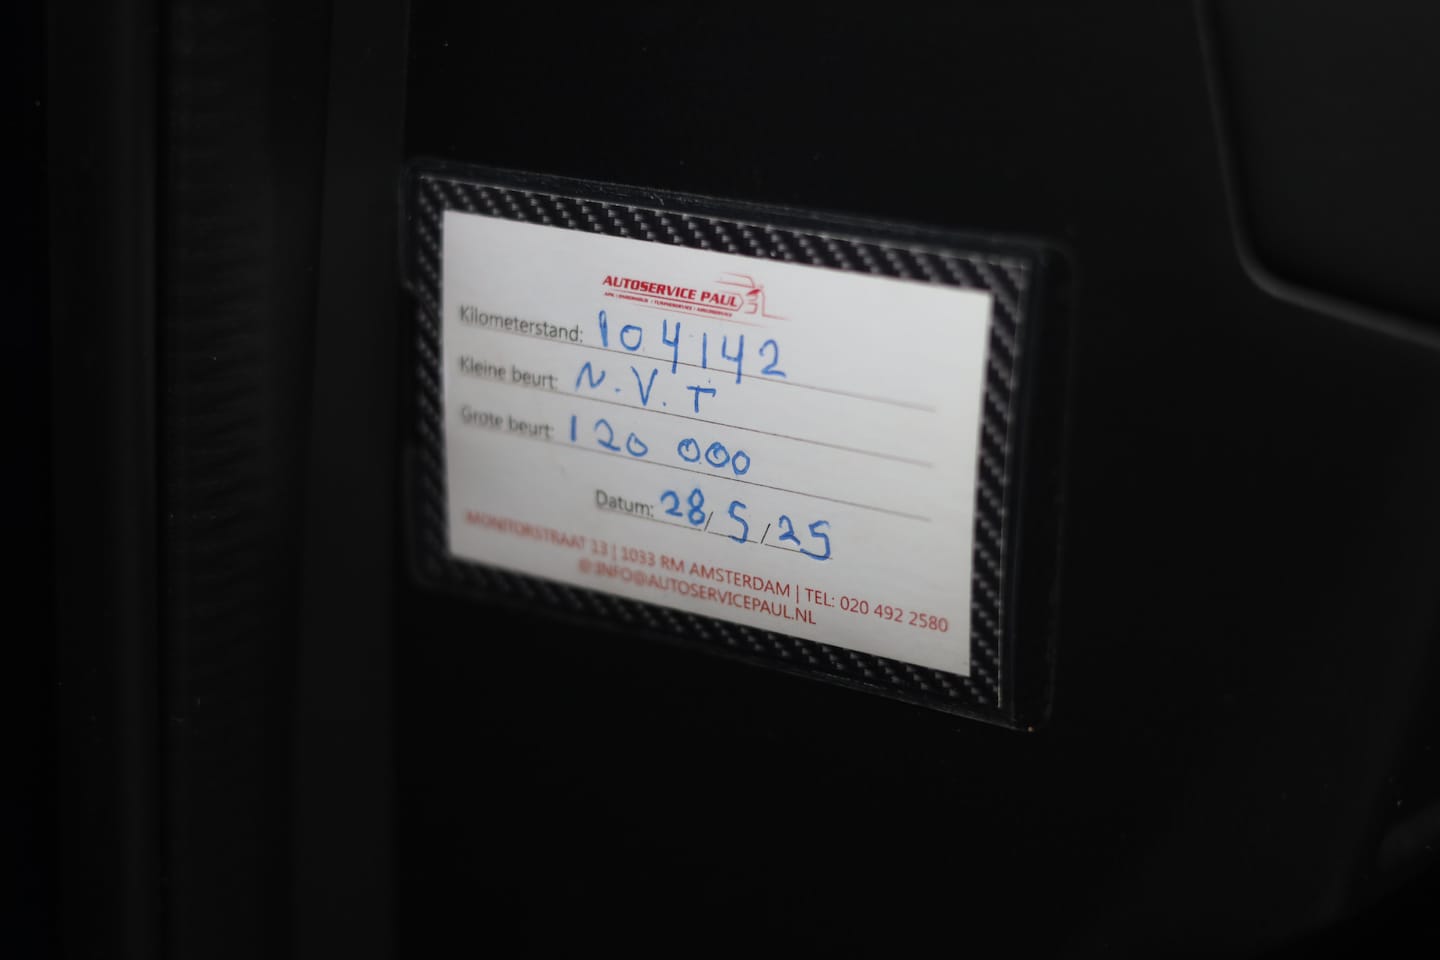 AUTOSERVICE PAUL
Kilometerstand: 104142
Kleine beurt: N.V.T
Grote beurt: 120 000
Datum: 28/5/25
MONITORSTRAAT 13 | 1033 RM AMSTERDAM | TEL: 020 492 2580
@:INFO@AUTOSERVICEPAUL.NL